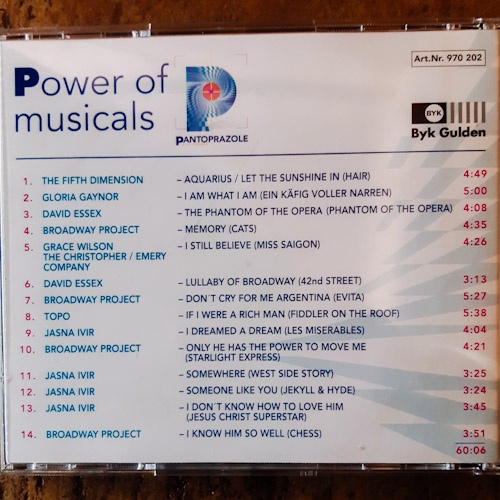 Power of
musicals
PANTOPRAZOLE
Art.Nr. 970 202
BYK
Byk Gulden
1. THE FIFTH DIMENSION – AQUARIUS / LET THE SUNSHINE IN (HAIR) 4:49
2. GLORIA GAYNOR – I AM WHAT I AM (EIN KÄFIG VOLLER NARREN) 5:00
3. DAVID ESSEX – THE PHANTOM OF THE OPERA (PHANTOM OF THE OPERA) 4:08
4. BROADWAY PROJECT – MEMORY (CATS) 4:35
5. GRACE WILSON – I STILL BELIEVE (MISS SAIGON) 4:26
THE CHRISTOPHER / EMERY
COMPANY
6. DAVID ESSEX – LULLABY OF BROADWAY (42nd STREET) 3:13
7. BROADWAY PROJECT – DON´T CRY FOR ME ARGENTINA (EVITA) 5:27
8. TOPO – IF I WERE A RICH MAN (FIDDLER ON THE ROOF) 5:38
9. JASNA IVIR – I DREAMED A DREAM (LES MISERABLES) 4:04
10. BROADWAY PROJECT – ONLY HE HAS THE POWER TO MOVE ME 4:21
(STARLIGHT EXPRESS)
11. JASNA IVIR – SOMEWHERE (WEST SIDE STORY) 3:25
12. JASNA IVIR – SOMEONE LIKE YOU (JEKYLL & HYDE) 3:24
13. JASNA IVIR – I DON´T KNOW HOW TO LOVE HIM 3:45
(JESUS CHRIST SUPERSTAR)
14. BROADWAY PROJECT – I KNOW HIM SO WELL (CHESS) 3:51
60:06